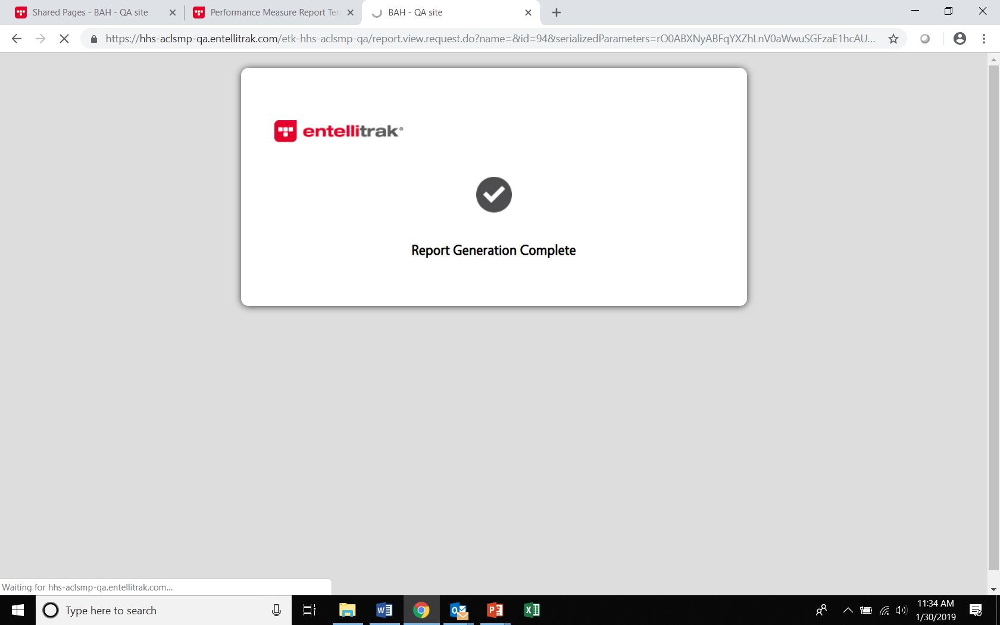 Shared Pages - BAH - QA site
Performance Measure Report Ten
BAH - QA site
https://hhs-aclsmp-qa.entellitrak.com/etk-hhs-aclsmp-qa/report.view.request.do?name=&id=94&serializedParameters=rO0ABXNyABFqYXZhLnV0aWwuSGFzaE1hcAU...
entellitrak®
Report Generation Complete
Waiting for hhs-aclsmp-qa.entellitrak.com...
Type here to search
11:34 AM
1/30/2019